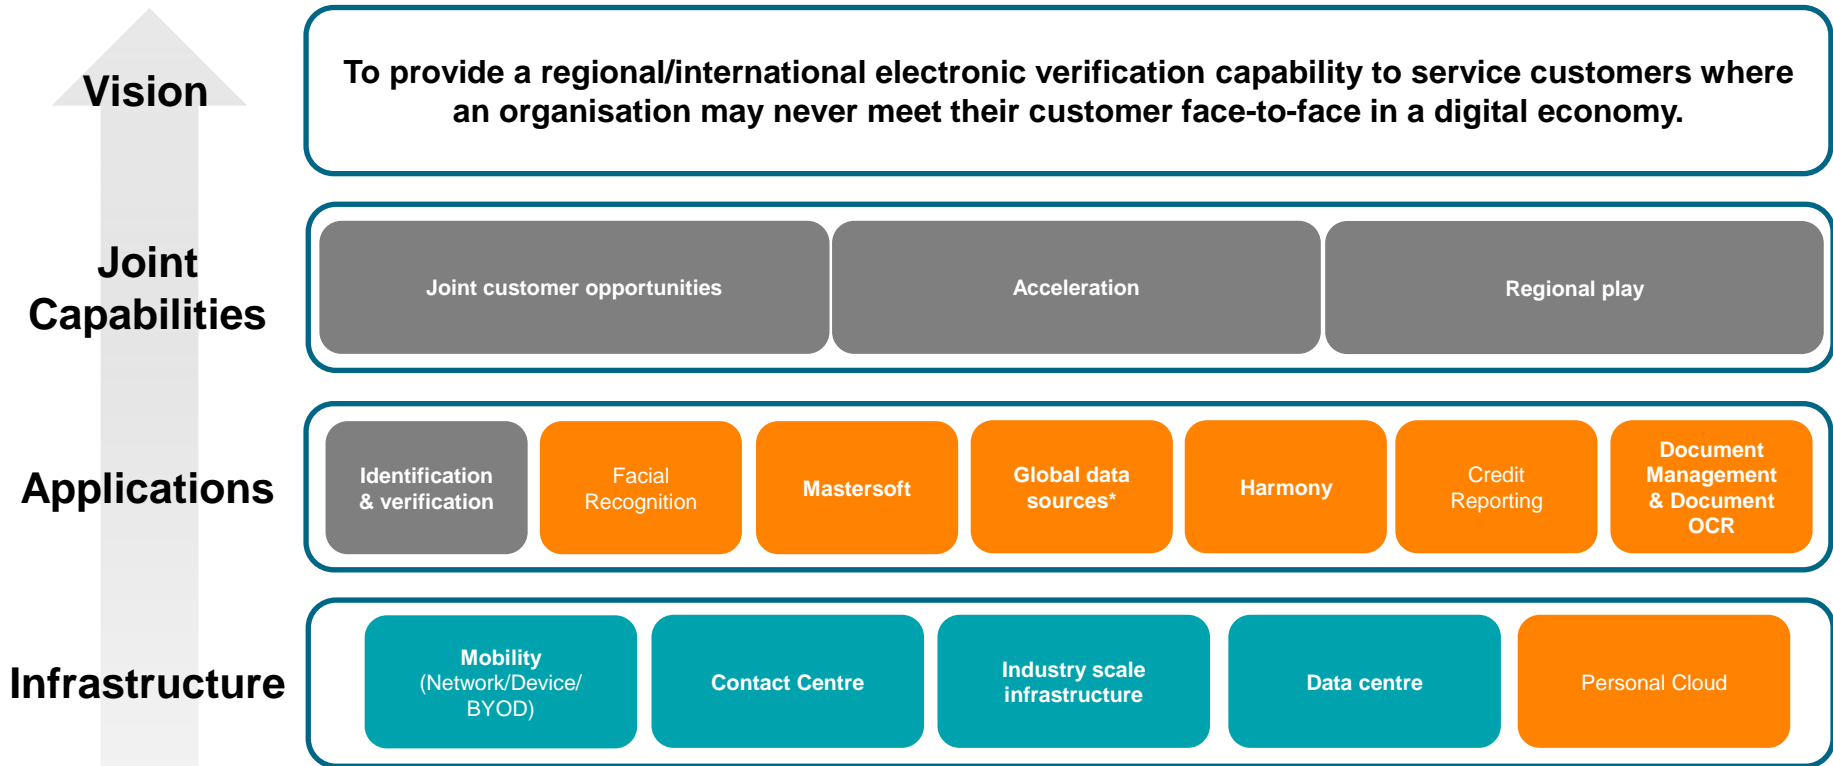 Vision
To provide a regional/international electronic verification capability to service customers where
an organisation may never meet their customer face-to-face in a digital economy.
Joint
Capabilities
Joint customer opportunities
Acceleration
Regional play
Applications
Identification
& verification
Facial
Recognition
Mastersoft
Global data
sources*
Harmony
Credit
Reporting
Document
Management
& Document
OCR
Infrastructure
Mobility
(Network/Device/
BYOD)
Contact Centre
Industry scale
infrastructure
Data centre
Personal Cloud